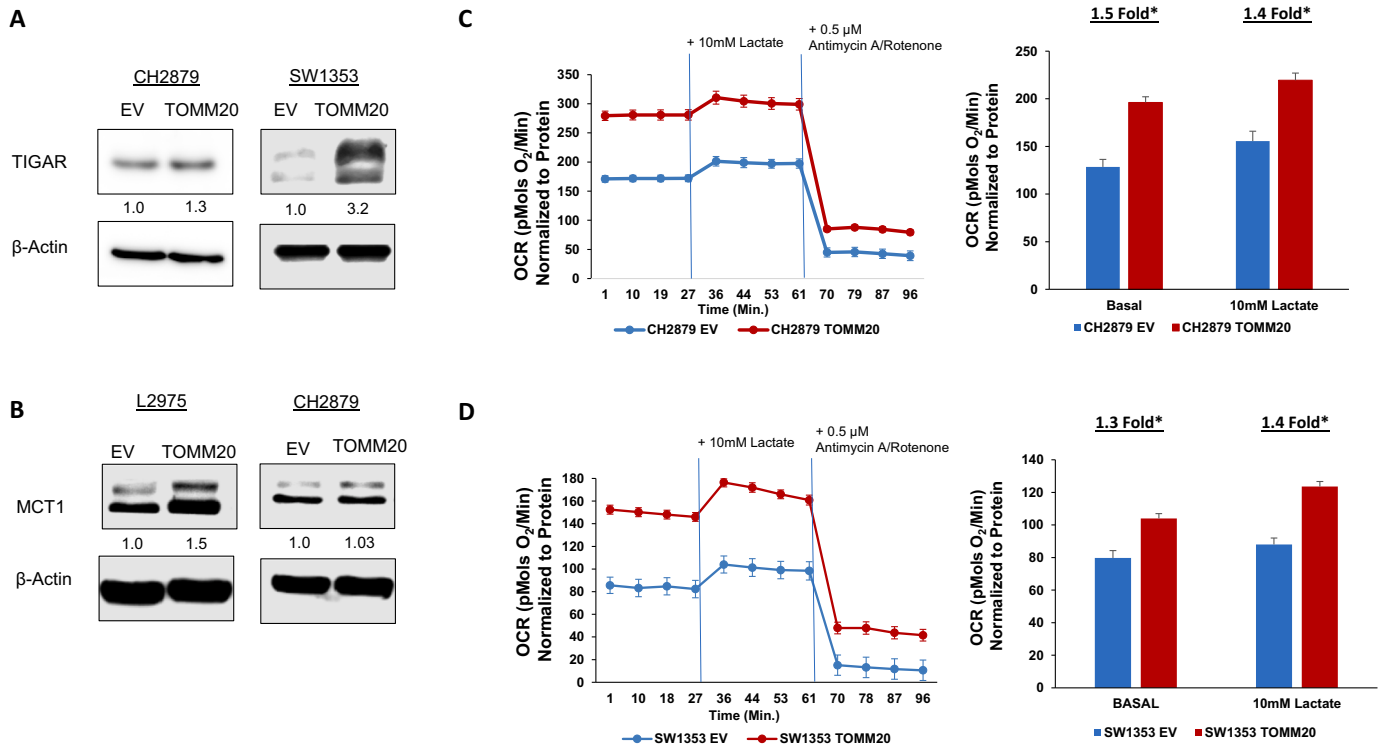 A
CH2879
SW1353
EV TOMM20
EV TOMM20
TIGAR
1.0 1.3
1.0 3.2
β-Actin
B
L2975
CH2879
EV TOMM20
EV TOMM20
MCT1
1.0 1.5
1.0 1.03
β-Actin
C
+ 10mM Lactate
+ 0.5 µM
Antimycin A/Rotenone
OCR (pMols O2/Min)
Normalized to Protein
350
300
250
200
150
100
50
0
1 10 19 27 36 44 53 61 70 79 87 96
Time (Min.)
CH2879 EV CH2879 TOMM20
1.5 Fold*
1.4 Fold*
OCR (pMols O2/Min)
Normalized to Protein
250
200
150
100
50
0
Basal 10mM Lactate
CH2879 EV CH2879 TOMM20
D
+ 10mM Lactate
+ 0.5 µM
Antimycin A/Rotenone
OCR (pMols O2/Min)
Normalized to Protein
180
160
140
120
100
80
60
40
20
0
1 10 18 27 36 44 53 61 70 78 87 96
Time (Min.)
SW1353 EV SW1353 TOMM20
1.3 Fold*
1.4 Fold*
OCR (pMols O2/Min)
Normalized to Protein
140
120
100
80
60
40
20
0
BASAL 10mM Lactate
SW1353 EV SW1353 TOMM20